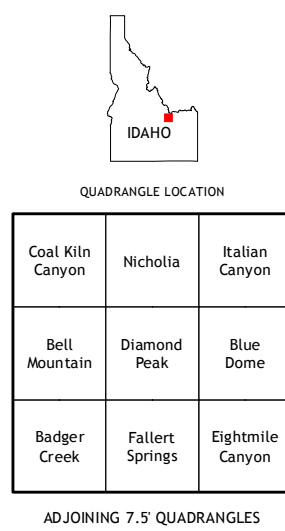 IDAHO
QUADRANGLE LOCATION
Coal Kiln
Canyon
Nicholia
Italian
Canyon
Bell
Mountain
Diamond
Peak
Blue
Dome
Badger
Creek
Fallert
Springs
Eightmile
Canyon
ADJOINING 7.5' QUADRANGLES